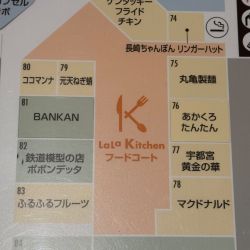 ケンタッキー
フライド
チキン
74
長崎ちゃんぽん リンガーハット
80
ココマンナ
79
元天ねぎ蛸
75
丸亀製麺
81
BANKAN
76
あかくろ
たんたん
LaLa Kitchen
フードコート
82
鉄道模型の店
ポポンデッタ
77
宇都宮
黄金の華
83
ふるふるフルーツ
78
マクドナルド
84